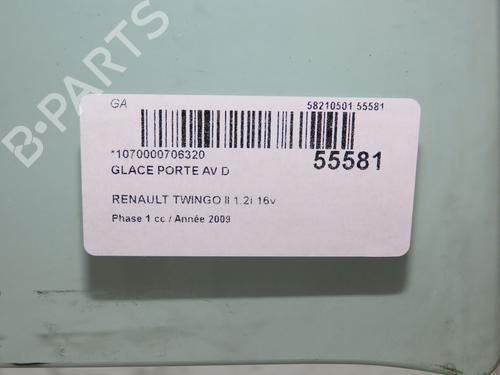 B-PARTS
GA
58210501 55581
*1070000706320
55581
GLACE PORTE AV D
RENAULT TWINGO II 1.2i 16v
Phase 1 cc / Année 2009